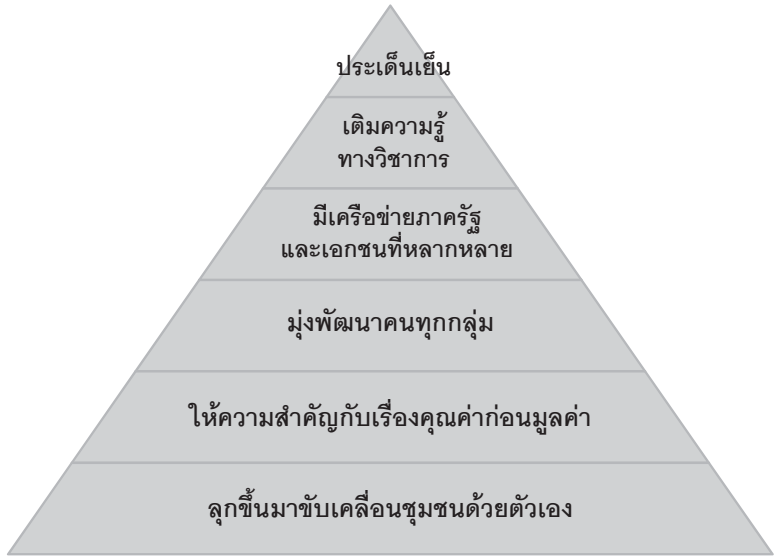 ประเด็นเย็น
เติมความรู้
ทางวิชาการ
มีเครือข่ายภาครัฐ
และเอกชนที่หลากหลาย
มุ่งพัฒนาคนทุกกลุ่ม
ให้ความสำคัญกับเรื่องคุณค่าก่อนมูลค่า
ลุกขึ้นมาขับเคลื่อนชุมชนด้วยตัวเอง